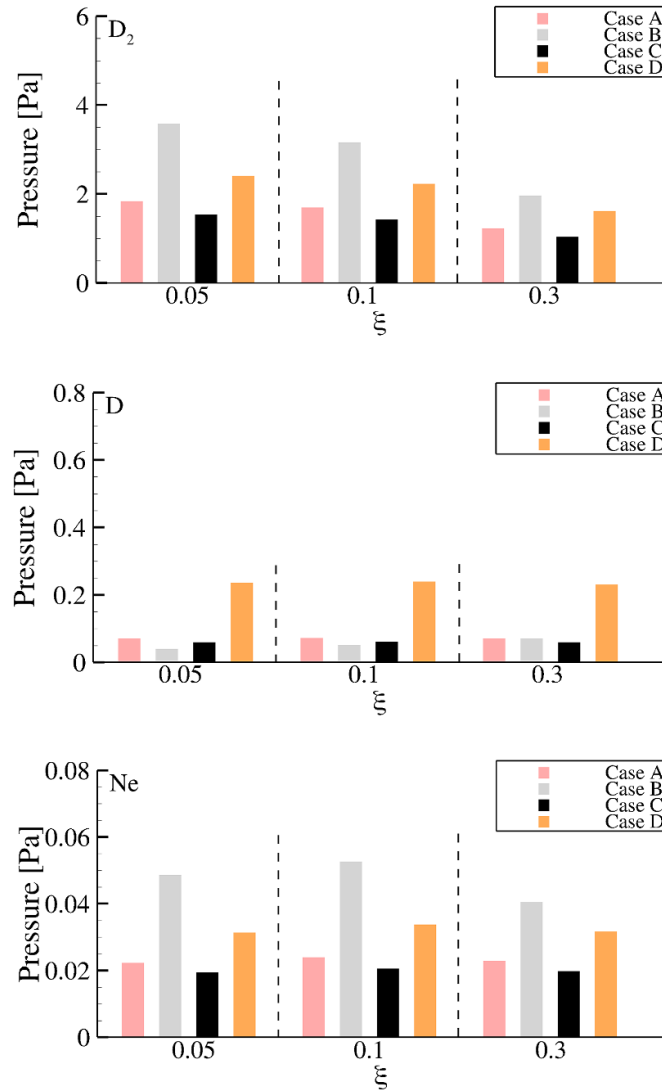 6
D₂
Case A
Case B
Case C
Case D
4
2
0
Pressure [Pa]
0.05 0.1 0.3
ξ
0.8
D
Case A
Case B
Case C
Case D
0.6
0.4
0.2
0
Pressure [Pa]
0.05 0.1 0.3
ξ
0.08
Ne
Case A
Case B
Case C
Case D
0.06
0.04
0.02
0
Pressure [Pa]
0.05 0.1 0.3
ξ